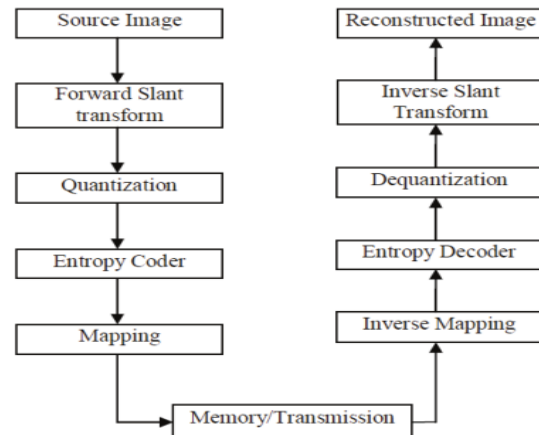 Source Image
Forward Slant
transform
Quantization
Entropy Coder
Mapping
Memory/Transmission
Inverse Mapping
Entropy Decoder
Dequantization
Inverse Slant
Transform
Reconstructed Image